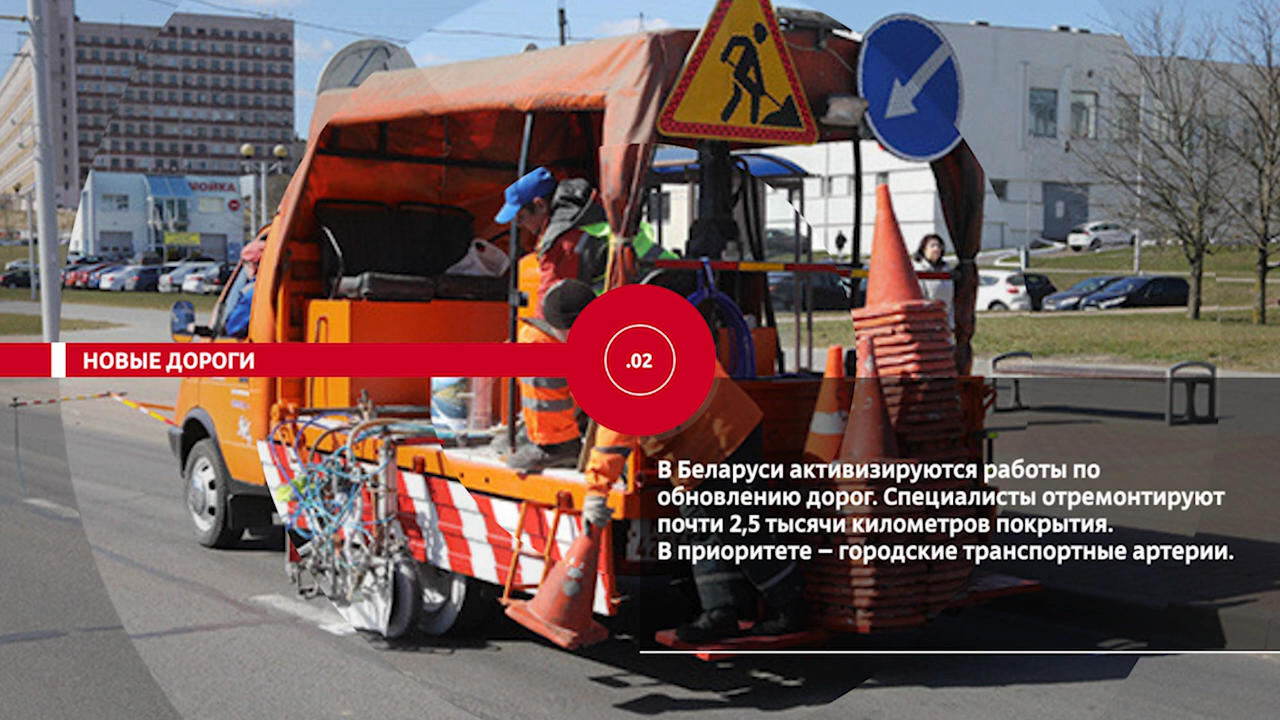 МОЙКА
НОВЫЕ ДОРОГИ
.02
В Беларуси активизируются работы по
обновлению дорог. Специалисты отремонтируют
почти 2,5 тысячи километров покрытия.
В приоритете – городские транспортные артерии.